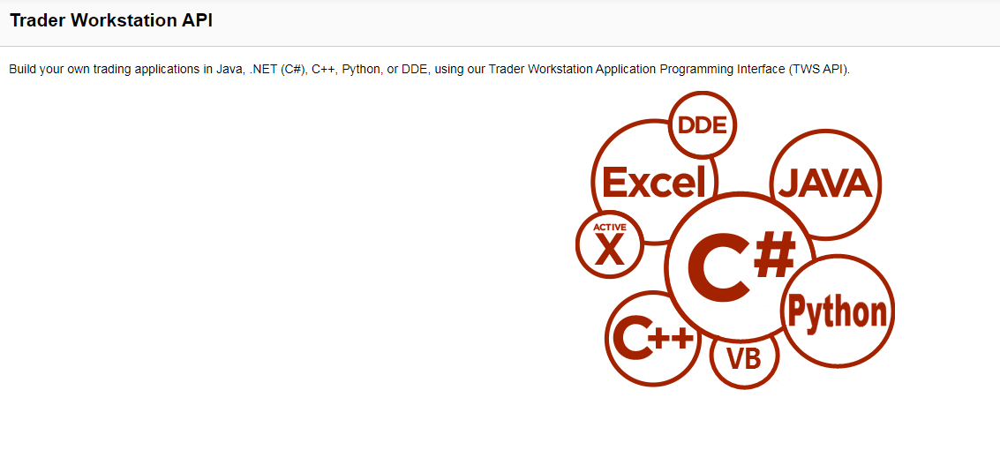 Trader Workstation API
Build your own trading applications in Java, .NET (C#), C++, Python, or DDE, using our Trader Workstation Application Programming Interface (TWS API).
DDE
Excel
JAVA
ACTIVE
X
C#
Python
C++
VB